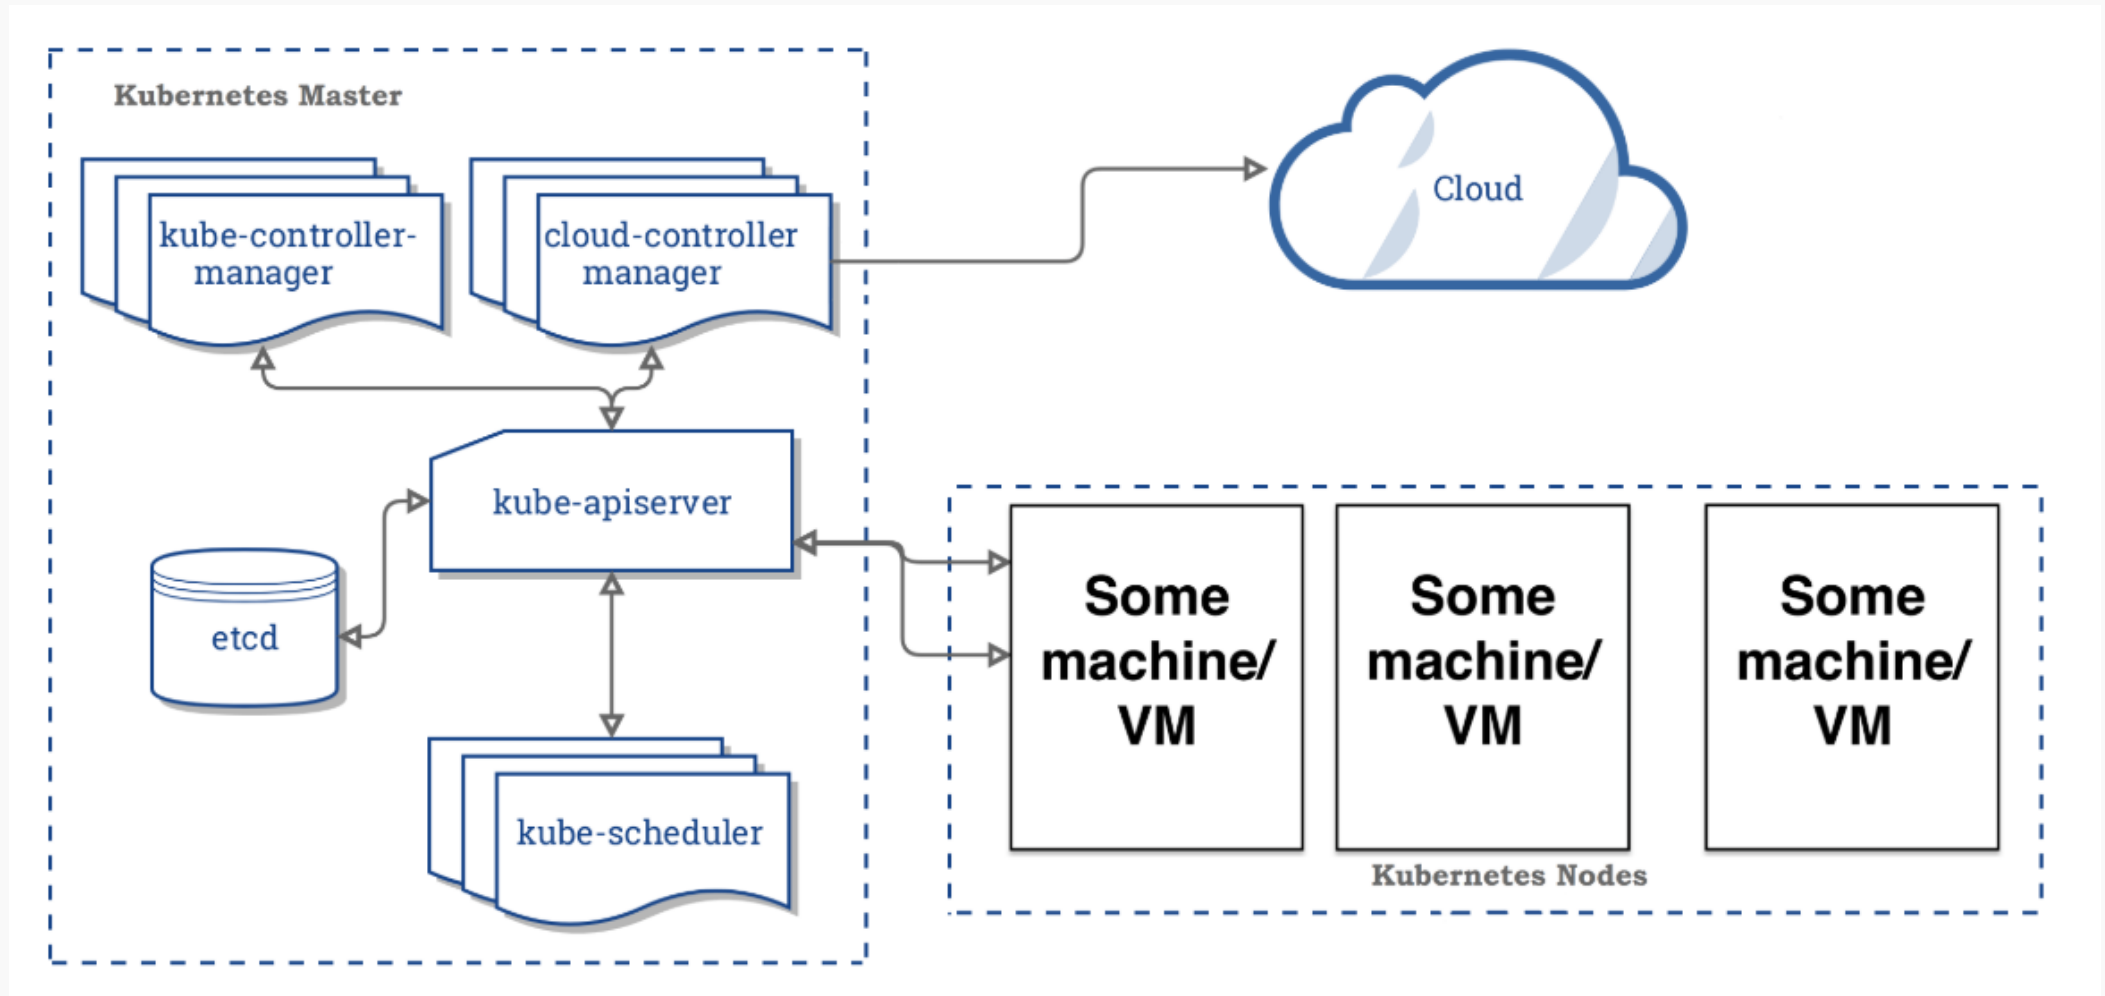 Kubernetes Master
kube-controller-
manager
cloud-controller
manager
Cloud
kube-apiserver
etcd
kube-scheduler
Some
machine/
VM
Some
machine/
VM
Some
machine/
VM
Kubernetes Nodes